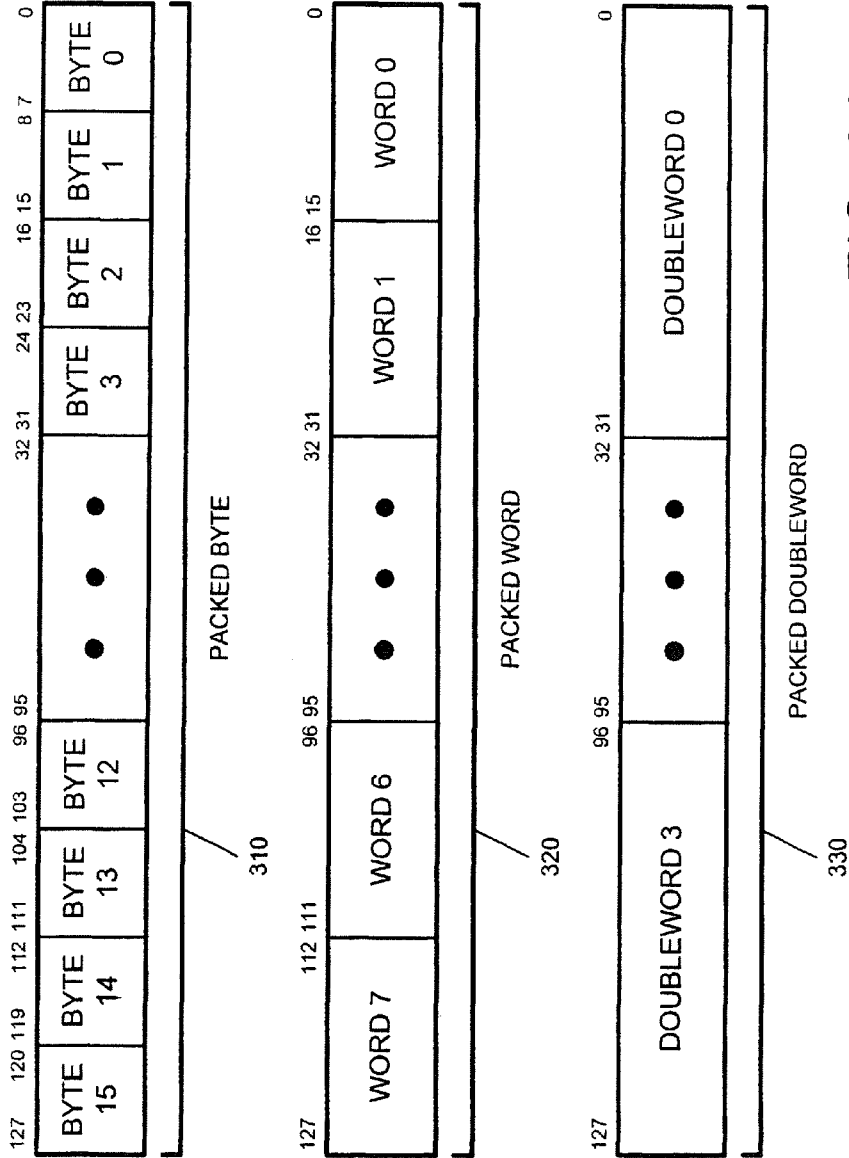 127 120 119 112 111 104 103 96 95 32 31 24 23 16 15 8 7 0
BYTE 15 BYTE 14 BYTE 13 BYTE 12 BYTE 3 BYTE 2 BYTE 1 BYTE 0
PACKED BYTE
310
127 112 111 96 95 32 31 16 15 0
WORD 7 WORD 6 WORD 1 WORD 0
PACKED WORD
320
127 96 95 32 31 0
DOUBLEWORD 3 DOUBLEWORD 0
PACKED DOUBLEWORD
330